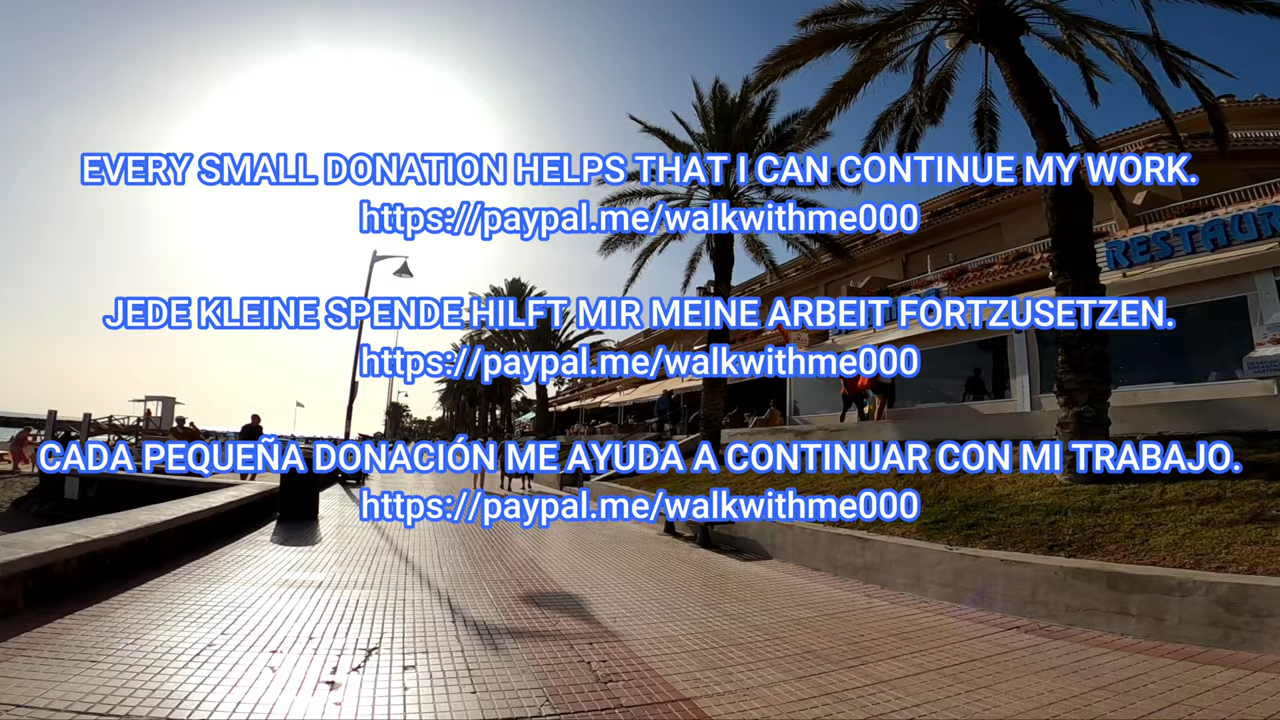 EVERY SMALL DONATION HELPS THAT I CAN CONTINUE MY WORK.
https://paypal.me/walkwithme000
RESTAUR
JEDE KLEINE SPENDE HILFT MIR MEINE ARBEIT FORTZUSETZEN.
https://paypal.me/walkwithme000
CADA PEQUEÑA DONACIÓN ME AYUDA A CONTINUAR CON MI TRABAJO.
https://paypal.me/walkwithme000